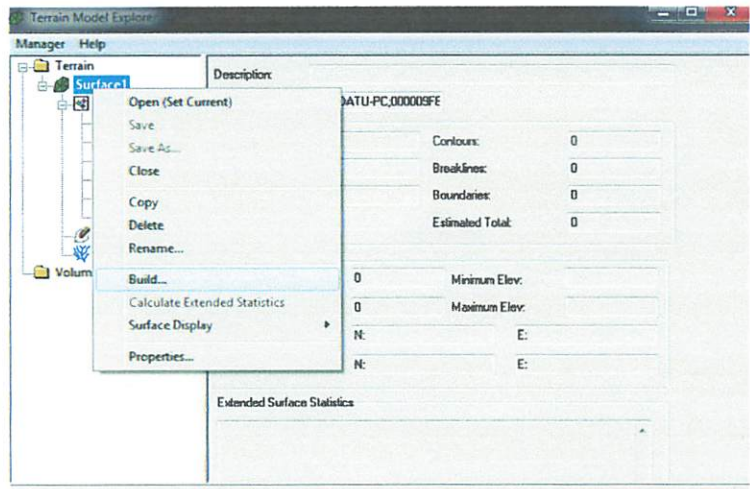 Terrain Model Explorer
Manager Help
Terrain
Surface1
Volum
Open (Set Current)
Save
Save As...
Close
Copy
Delete
Rename...
Build...
Calculate Extended Statistics
Surface Display
Properties...
Description:
DATU-PC,000009FE
Contours: 0
Breaklines: 0
Boundaries: 0
Estimated Total: 0
0 Minimum Elev:
0 Maximum Elev:
N: E:
N: E:
Extended Surface Statistics